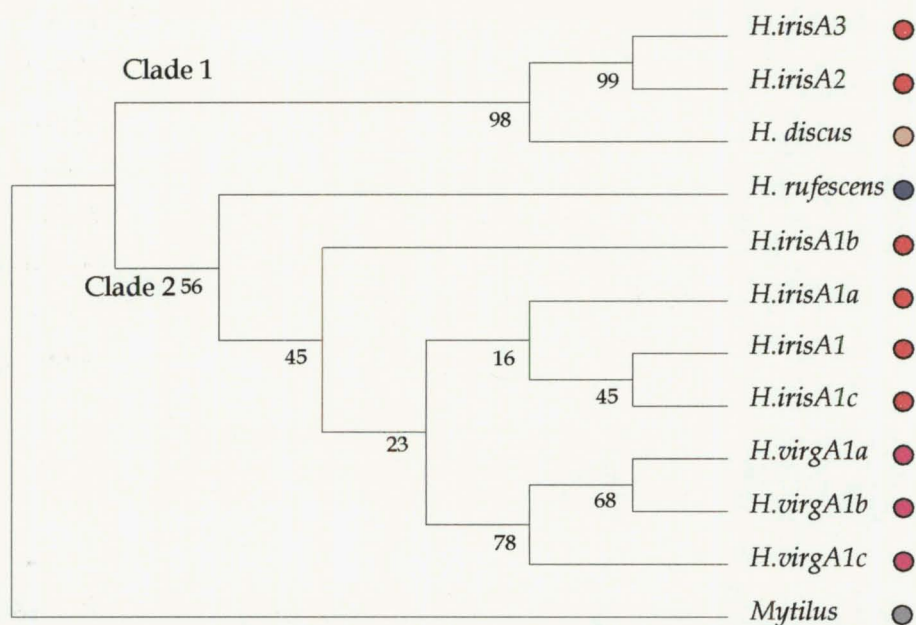 H.irisA3
Clade 1
99
H.irisA2
98
H. discus
H. rufescens
H.irisA1b
Clade 2 56
H.irisA1a
45
16
H.irisA1
45
H.irisA1c
23
H.virgA1a
68
H.virgA1b
78
H.virgA1c
Mytilus